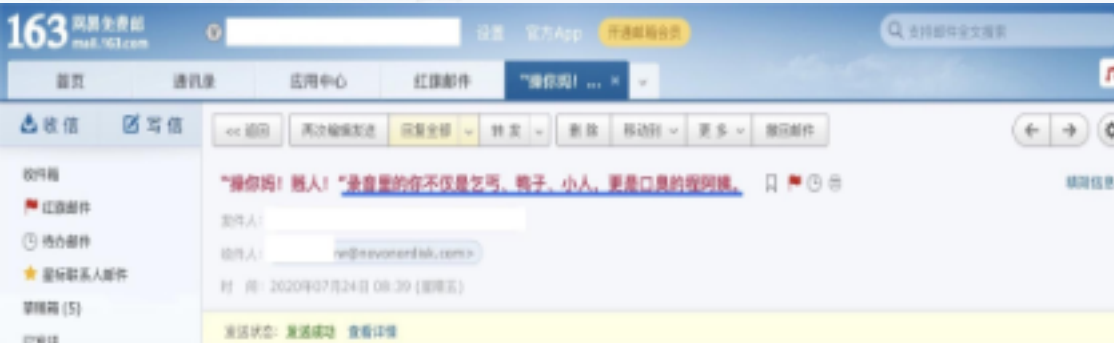 163 网易免费邮
mail.163.com
设置 官方App 开通邮箱会员 支持邮件全文搜索
首页 通讯录 应用中心 红旗邮件 "操你妈！ ... ×
收信 写信 << 返回 再次编辑发送 回复全部 转发 删除 移动到 更多 撤回邮件
收件箱
"操你妈！贱人！"录音里的你不仅是乞丐、鸭子、小人，更是口臭的
红旗邮件
发件人：
待办邮件
收件人： @novonordisk.com>
星标联系人邮件
时 间：2020年07月24日 08:39 (星期五)
草稿箱 (5)
发送状态：发送成功 查看详情
已发送